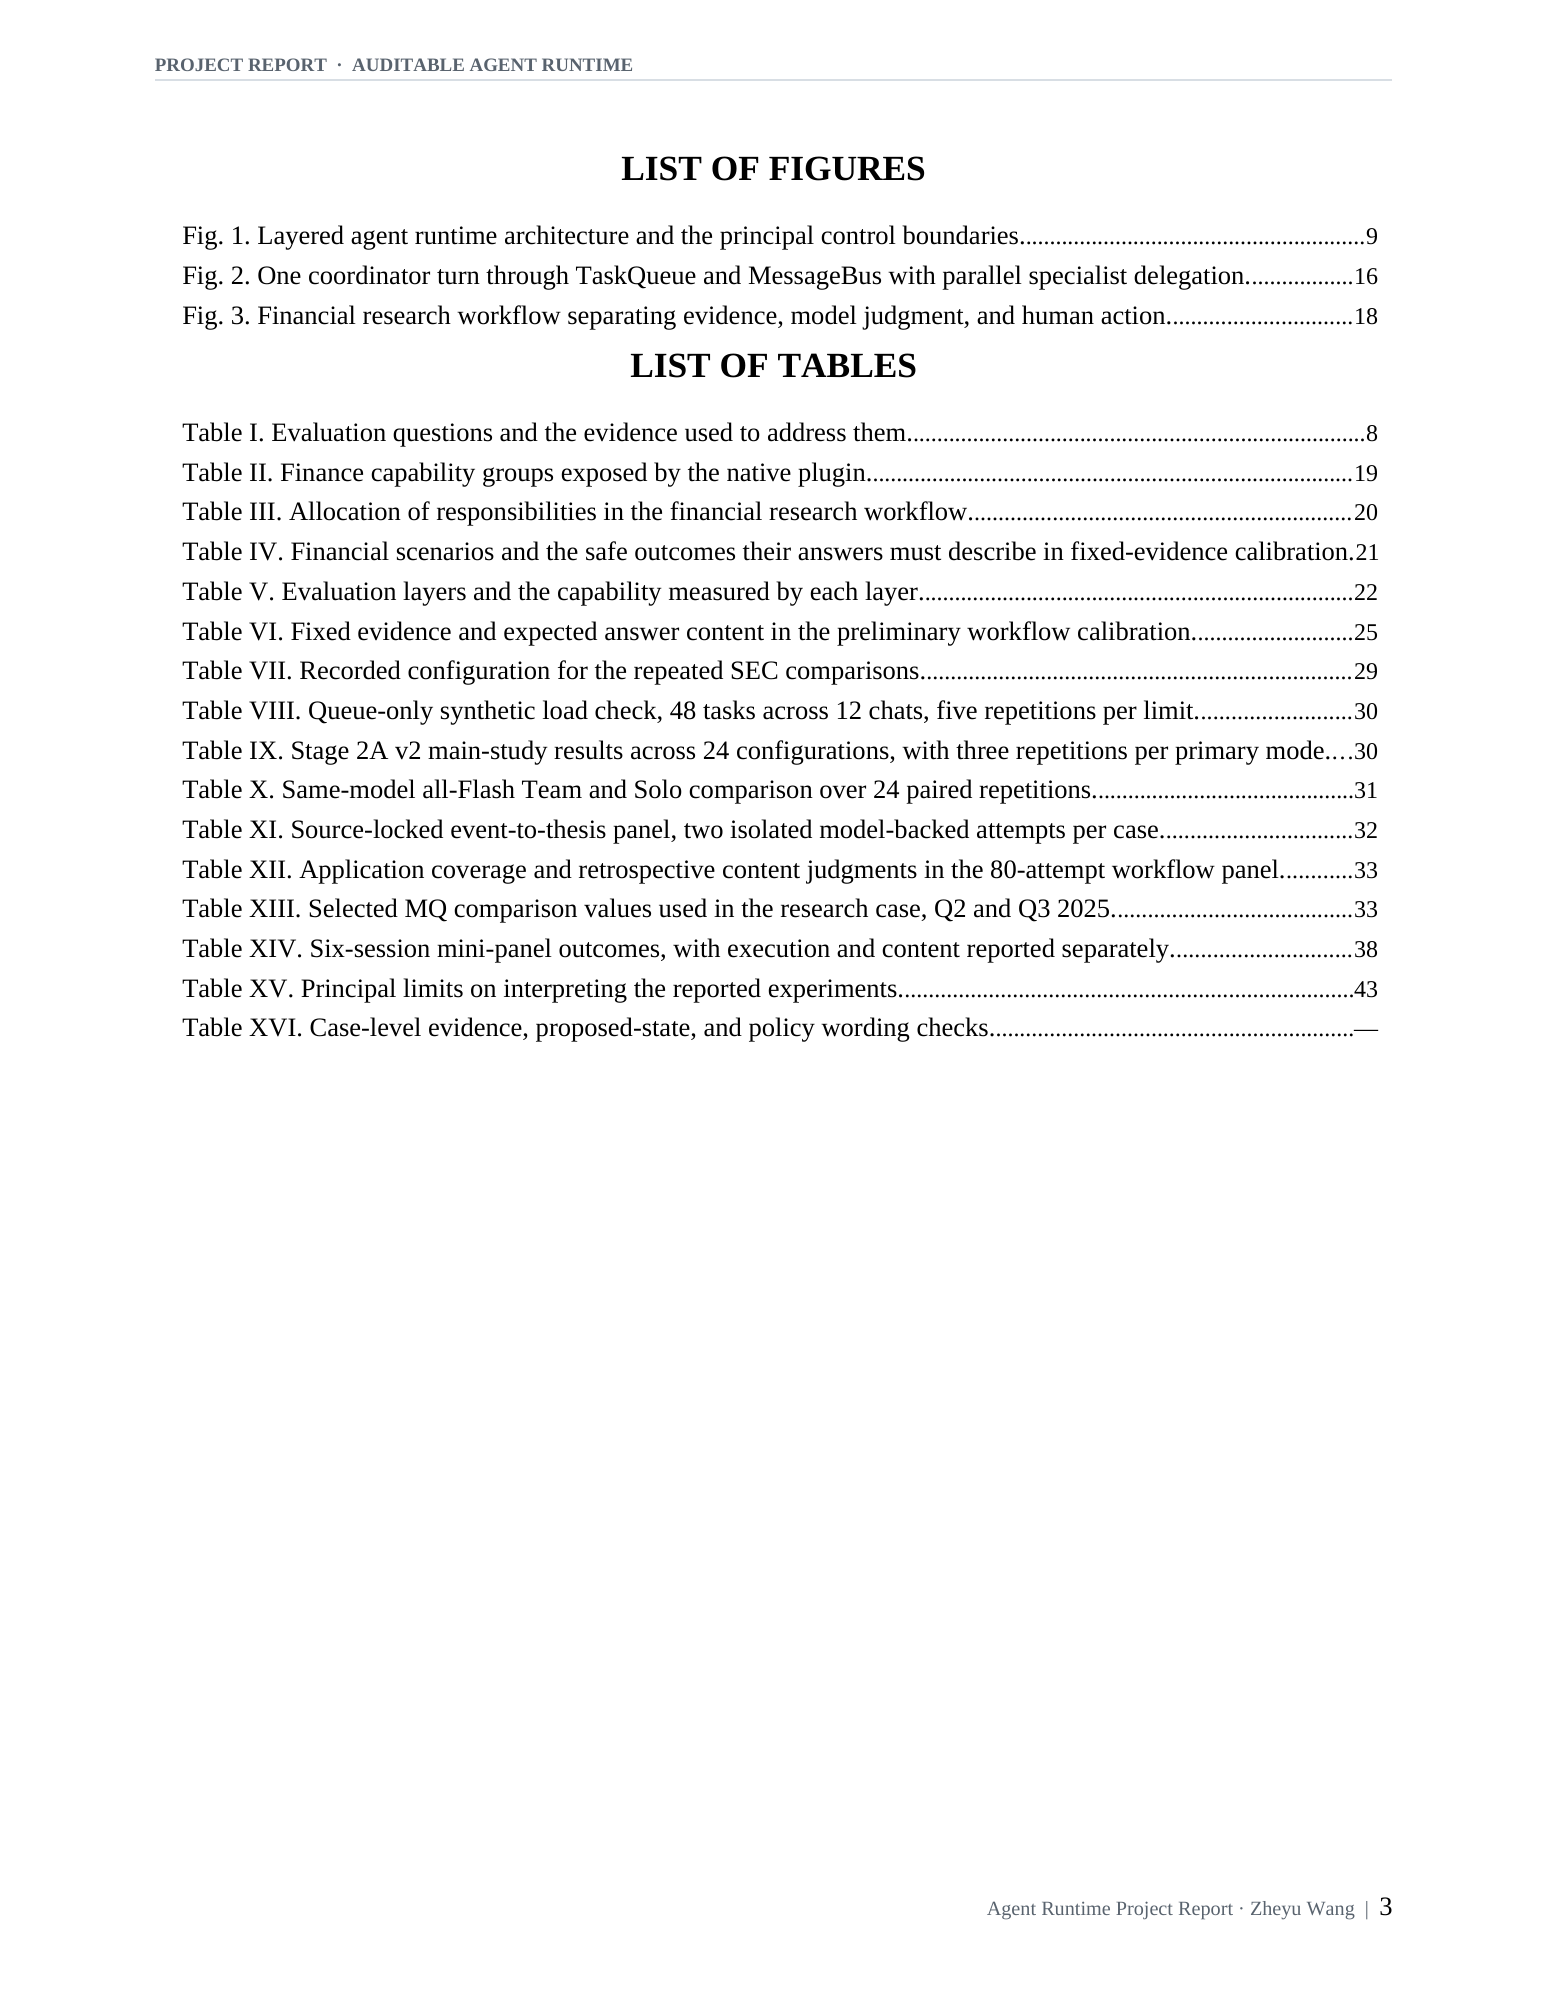 PROJECT REPORT · AUDITABLE AGENT RUNTIME
LIST OF FIGURES
Fig. 1. Layered agent runtime architecture and the principal control boundaries........................................................9
Fig. 2. One coordinator turn through TaskQueue and MessageBus with parallel specialist delegation.................16
Fig. 3. Financial research workflow separating evidence, model judgment, and human action..............................18
LIST OF TABLES
Table I. Evaluation questions and the evidence used to address them..........................................................................8
Table II. Finance capability groups exposed by the native plugin...............................................................................19
Table III. Allocation of responsibilities in the financial research workflow..............................................................20
Table IV. Financial scenarios and the safe outcomes their answers must describe in fixed-evidence calibration.21
Table V. Evaluation layers and the capability measured by each layer......................................................................22
Table VI. Fixed evidence and expected answer content in the preliminary workflow calibration..........................25
Table VII. Recorded configuration for the repeated SEC comparisons......................................................................29
Table VIII. Queue-only synthetic load check, 48 tasks across 12 chats, five repetitions per limit.........................30
Table IX. Stage 2A v2 main-study results across 24 configurations, with three repetitions per primary mode....30
Table X. Same-model all-Flash Team and Solo comparison over 24 paired repetitions..........................................31
Table XI. Source-locked event-to-thesis panel, two isolated model-backed attempts per case...............................32
Table XII. Application coverage and retrospective content judgments in the 80-attempt workflow panel............33
Table XIII. Selected MQ comparison values used in the research case, Q2 and Q3 2025.......................................33
Table XIV. Six-session mini-panel outcomes, with execution and content reported separately..............................38
Table XV. Principal limits on interpreting the reported experiments..........................................................................43
Table XVI. Case-level evidence, proposed-state, and policy wording checks...........................................................—
Agent Runtime Project Report · Zheyu Wang | 3